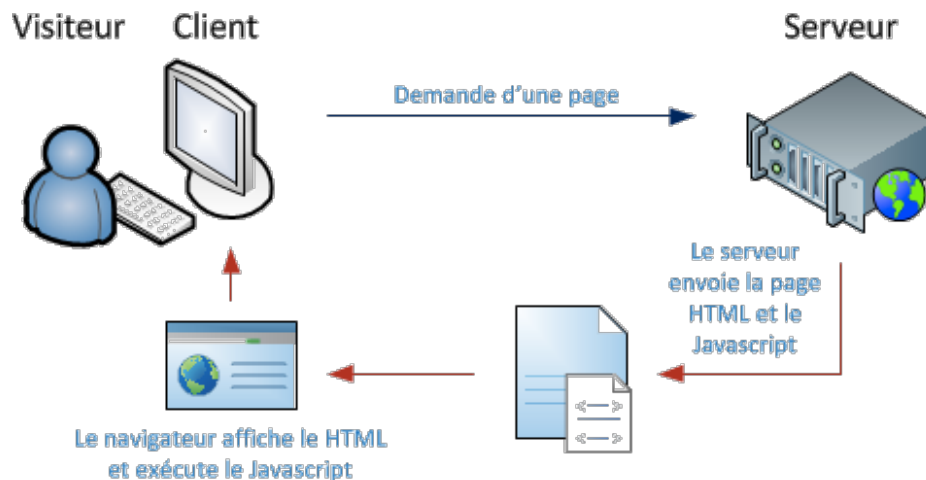 Visiteur Client Serveur
Demande d'une page
Le serveur
envoie la page
HTML et le
Javascript
Le navigateur affiche le HTML
et exécute le Javascript